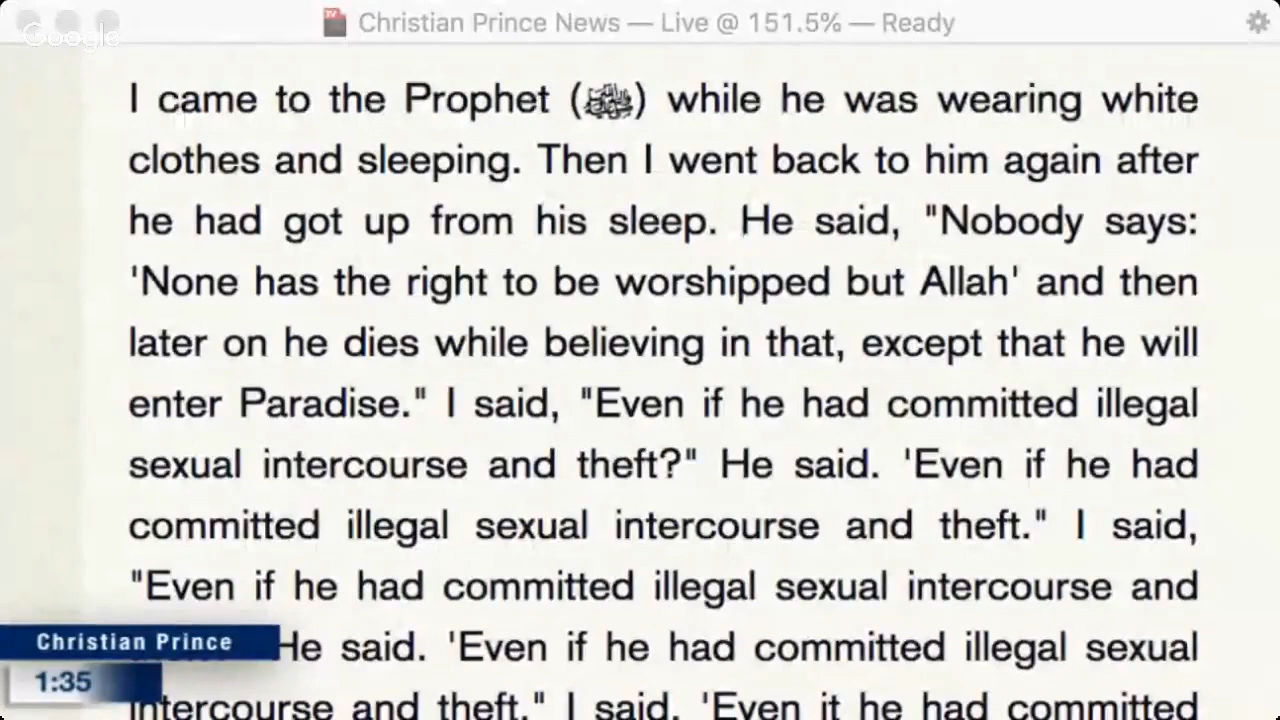 Christian Prince News — Live @ 151.5% — Ready
Google
I came to the Prophet (ﷺ) while he was wearing white
clothes and sleeping. Then I went back to him again after
he had got up from his sleep. He said, "Nobody says:
'None has the right to be worshipped but Allah' and then
later on he dies while believing in that, except that he will
enter Paradise." I said, "Even if he had committed illegal
sexual intercourse and theft?" He said. 'Even if he had
committed illegal sexual intercourse and theft." I said,
"Even if he had committed illegal sexual intercourse and
He said. 'Even if he had committed illegal sexual
intercourse and theft." I said. 'Even it he had committed
Christian Prince
1:35